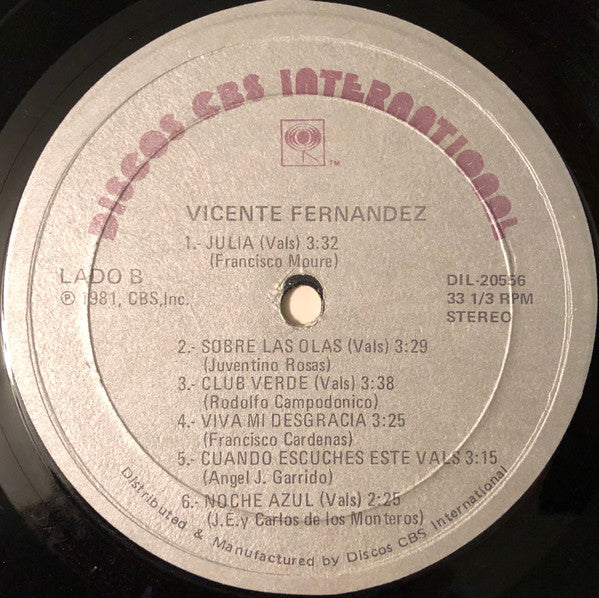 DISCOS CBS INTERNATIONAL
TM
VICENTE FERNANDEZ
1.- JULIA (Vals) 3:32
(Francisco Moure)
LADO B
℗ 1981, CBS,Inc.
DIL-20556
33 1/3 RPM
STEREO
2.- SOBRE LAS OLAS (Vals) 3:29
(Juventino Rosas)
3.- CLUB VERDE (Vals) 3:38
(Rodolfo Campodonico)
4.- VIVA MI DESGRACIA 3:25
(Francisco Cardenas)
5.- CUANDO ESCUCHES ESTE VALS 3:15
(Angel J. Garrido)
6.- NOCHE AZUL (Vals) 2:25
(J.E.y Carlos de los Monteros)
Distributed & Manufactured by Discos CBS International